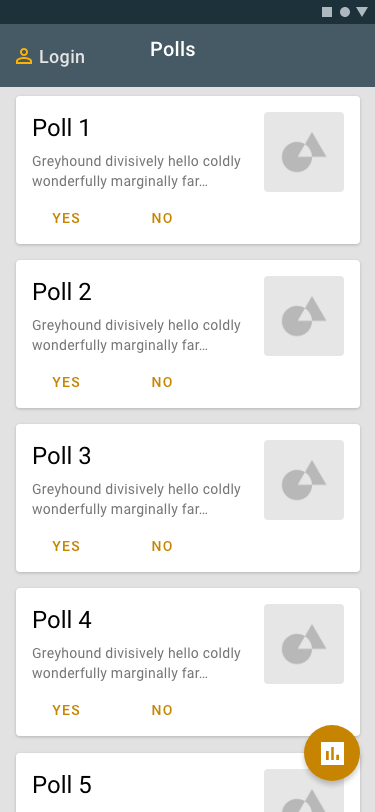 Login
Polls
Poll 1
Greyhound divisively hello coldly
wonderfully marginally far…
YES NO
Poll 2
Greyhound divisively hello coldly
wonderfully marginally far…
YES NO
Poll 3
Greyhound divisively hello coldly
wonderfully marginally far…
YES NO
Poll 4
Greyhound divisively hello coldly
wonderfully marginally far…
YES NO
Poll 5